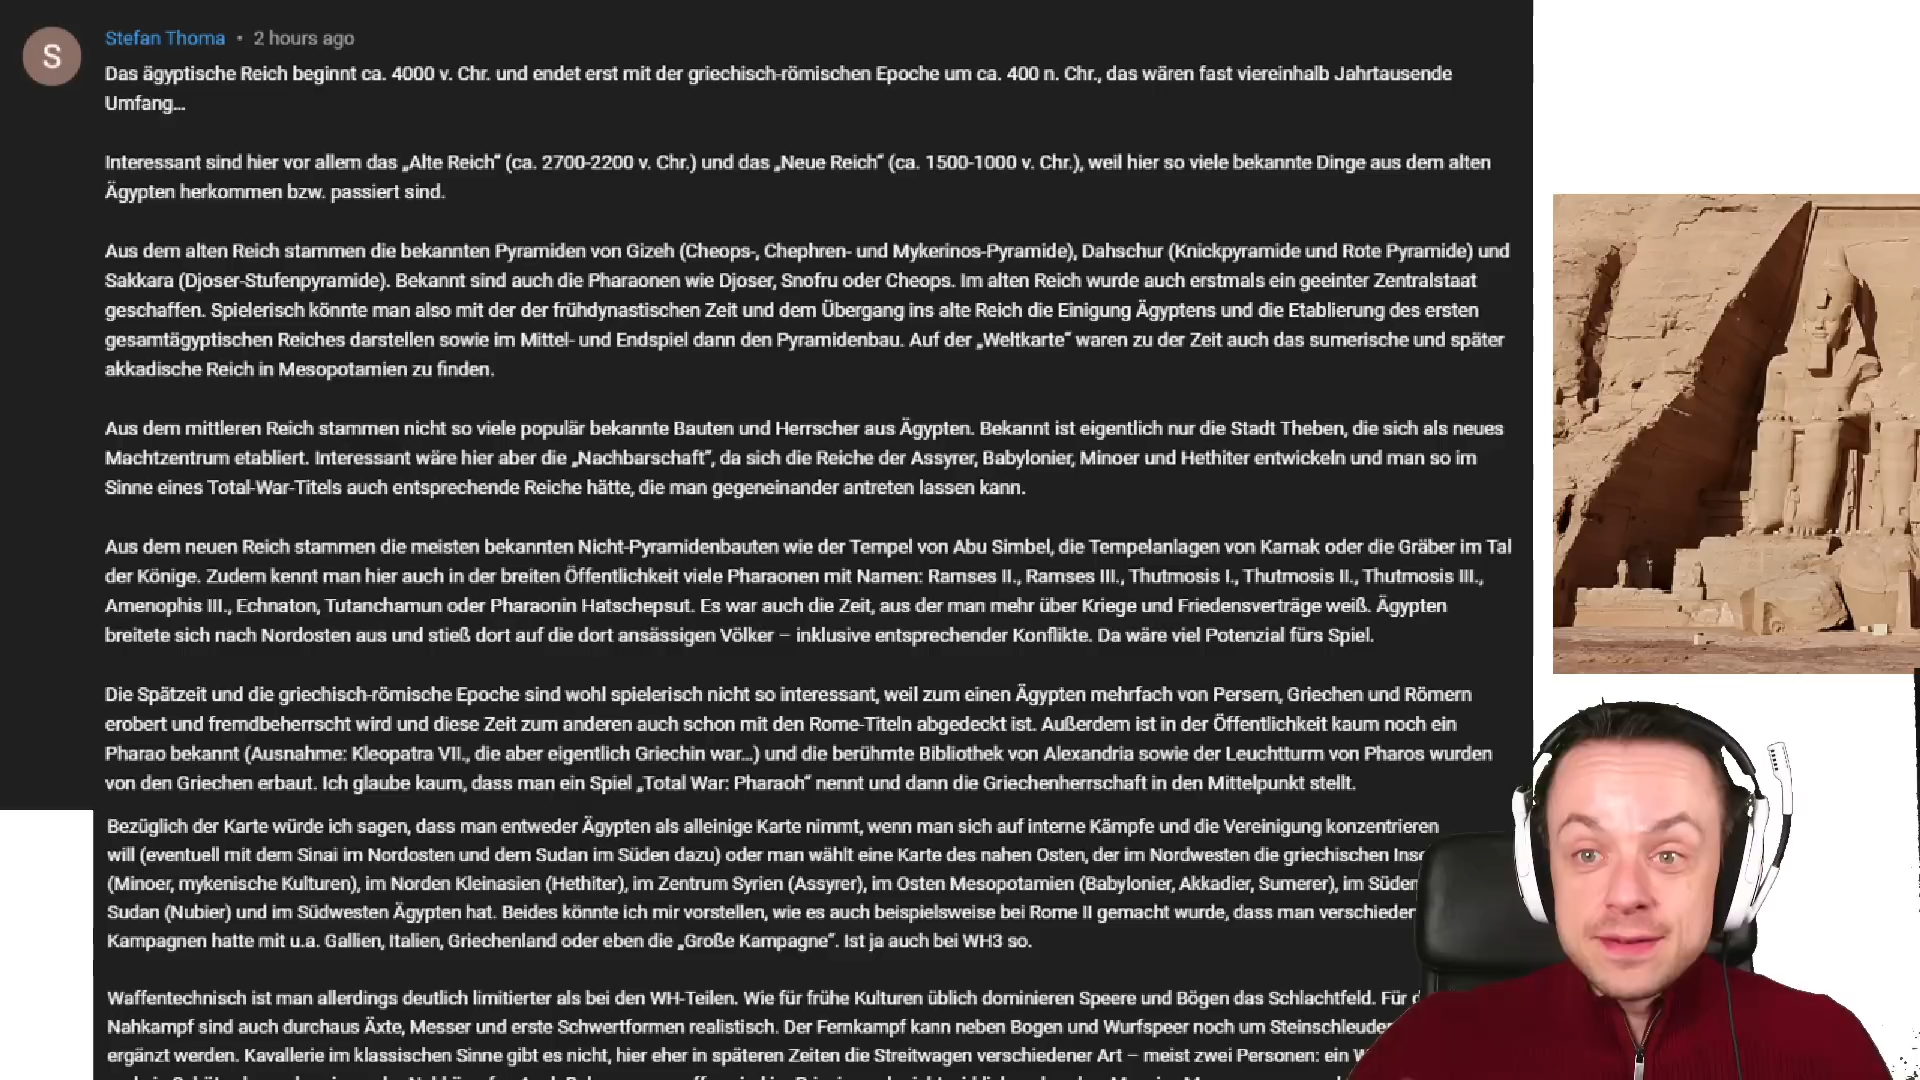 S
Stefan Thoma • 2 hours ago
Das ägyptische Reich beginnt ca. 4000 v. Chr. und endet erst mit der griechisch-römischen Epoche um ca. 400 n. Chr., das wären fast viereinhalb Jahrtausende
Umfang…
Interessant sind hier vor allem das „Alte Reich“ (ca. 2700-2200 v. Chr.) und das „Neue Reich“ (ca. 1500-1000 v. Chr.), weil hier so viele bekannte Dinge aus dem alten
Ägypten herkommen bzw. passiert sind.
Aus dem alten Reich stammen die bekannten Pyramiden von Gizeh (Cheops-, Chephren- und Mykerinos-Pyramide), Dahschur (Knickpyramide und Rote Pyramide) und
Sakkara (Djoser-Stufenpyramide). Bekannt sind auch die Pharaonen wie Djoser, Snofru oder Cheops. Im alten Reich wurde auch erstmals ein geeinter Zentralstaat
geschaffen. Spielerisch könnte man also mit der der frühdynastischen Zeit und dem Übergang ins alte Reich die Einigung Ägyptens und die Etablierung des ersten
gesamtägyptischen Reiches darstellen sowie im Mittel- und Endspiel dann den Pyramidenbau. Auf der „Weltkarte“ waren zu der Zeit auch das sumerische und später
akkadische Reich in Mesopotamien zu finden.
Aus dem mittleren Reich stammen nicht so viele populär bekannte Bauten und Herrscher aus Ägypten. Bekannt ist eigentlich nur die Stadt Theben, die sich als neues
Machtzentrum etabliert. Interessant wäre hier aber die „Nachbarschaft“, da sich die Reiche der Assyrer, Babylonier, Minoer und Hethiter entwickeln und man so im
Sinne eines Total-War-Titels auch entsprechende Reiche hätte, die man gegeneinander antreten lassen kann.
Aus dem neuen Reich stammen die meisten bekannten Nicht-Pyramidenbauten wie der Tempel von Abu Simbel, die Tempelanlagen von Karnak oder die Gräber im Tal
der Könige. Zudem kennt man hier auch in der breiten Öffentlichkeit viele Pharaonen mit Namen: Ramses II., Ramses III., Thutmosis I., Thutmosis II., Thutmosis III.,
Amenophis III., Echnaton, Tutanchamun oder Pharaonin Hatschepsut. Es war auch die Zeit, aus der man mehr über Kriege und Friedensverträge weiß. Ägypten
breitete sich nach Nordosten aus und stieß dort auf die dort ansässigen Völker – inklusive entsprechender Konflikte. Da wäre viel Potenzial fürs Spiel.
Die Spätzeit und die griechisch-römische Epoche sind wohl spielerisch nicht so interessant, weil zum einen Ägypten mehrfach von Persern, Griechen und Römern
erobert und fremdbeherrscht wird und diese Zeit zum anderen auch schon mit den Rome-Titeln abgedeckt ist. Außerdem ist in der Öffentlichkeit kaum noch ein
Pharao bekannt (Ausnahme: Kleopatra VII., die aber eigentlich Griechin war…) und die berühmte Bibliothek von Alexandria sowie der Leuchtturm von Pharos wurden
von den Griechen erbaut. Ich glaube kaum, dass man ein Spiel „Total War: Pharaoh“ nennt und dann die Griechenherrschaft in den Mittelpunkt stellt.
Bezüglich der Karte würde ich sagen, dass man entweder Ägypten als alleinige Karte nimmt, wenn man sich auf interne Kämpfe und die Vereinigung konzentrieren
will (eventuell mit dem Sinai im Nordosten und dem Sudan im Süden dazu) oder man wählt eine Karte des nahen Osten, der im Nordwesten die griechischen
(Minoer, mykenische Kulturen), im Norden Kleinasien (Hethiter), im Zentrum Syrien (Assyrer), im Osten Mesopotamien (Babylonier, Akkadier, Sumerer), im Süden
Sudan (Nubier) und im Südwesten Ägypten hat. Beides könnte ich mir vorstellen, wie es auch beispielsweise bei Rome II gemacht wurde, dass man
Kampagnen hatte mit u.a. Gallien, Italien, Griechenland oder eben die „Große Kampagne“. Ist ja auch bei WH3 so.
Waffentechnisch ist man allerdings deutlich limitierter als bei den WH-Teilen. Wie für frühe Kulturen üblich dominieren Speere und Bögen das Schlachtfeld. Für
Nahkampf sind auch durchaus Äxte, Messer und erste Schwertformen realistisch. Der Fernkampf kann neben Bogen und Wurfspeer noch um
ergänzt werden. Kavallerie im klassischen Sinne gibt es nicht, hier eher in späteren Zeiten die Streitwagen verschiedener Art – meist zwei Personen: ein